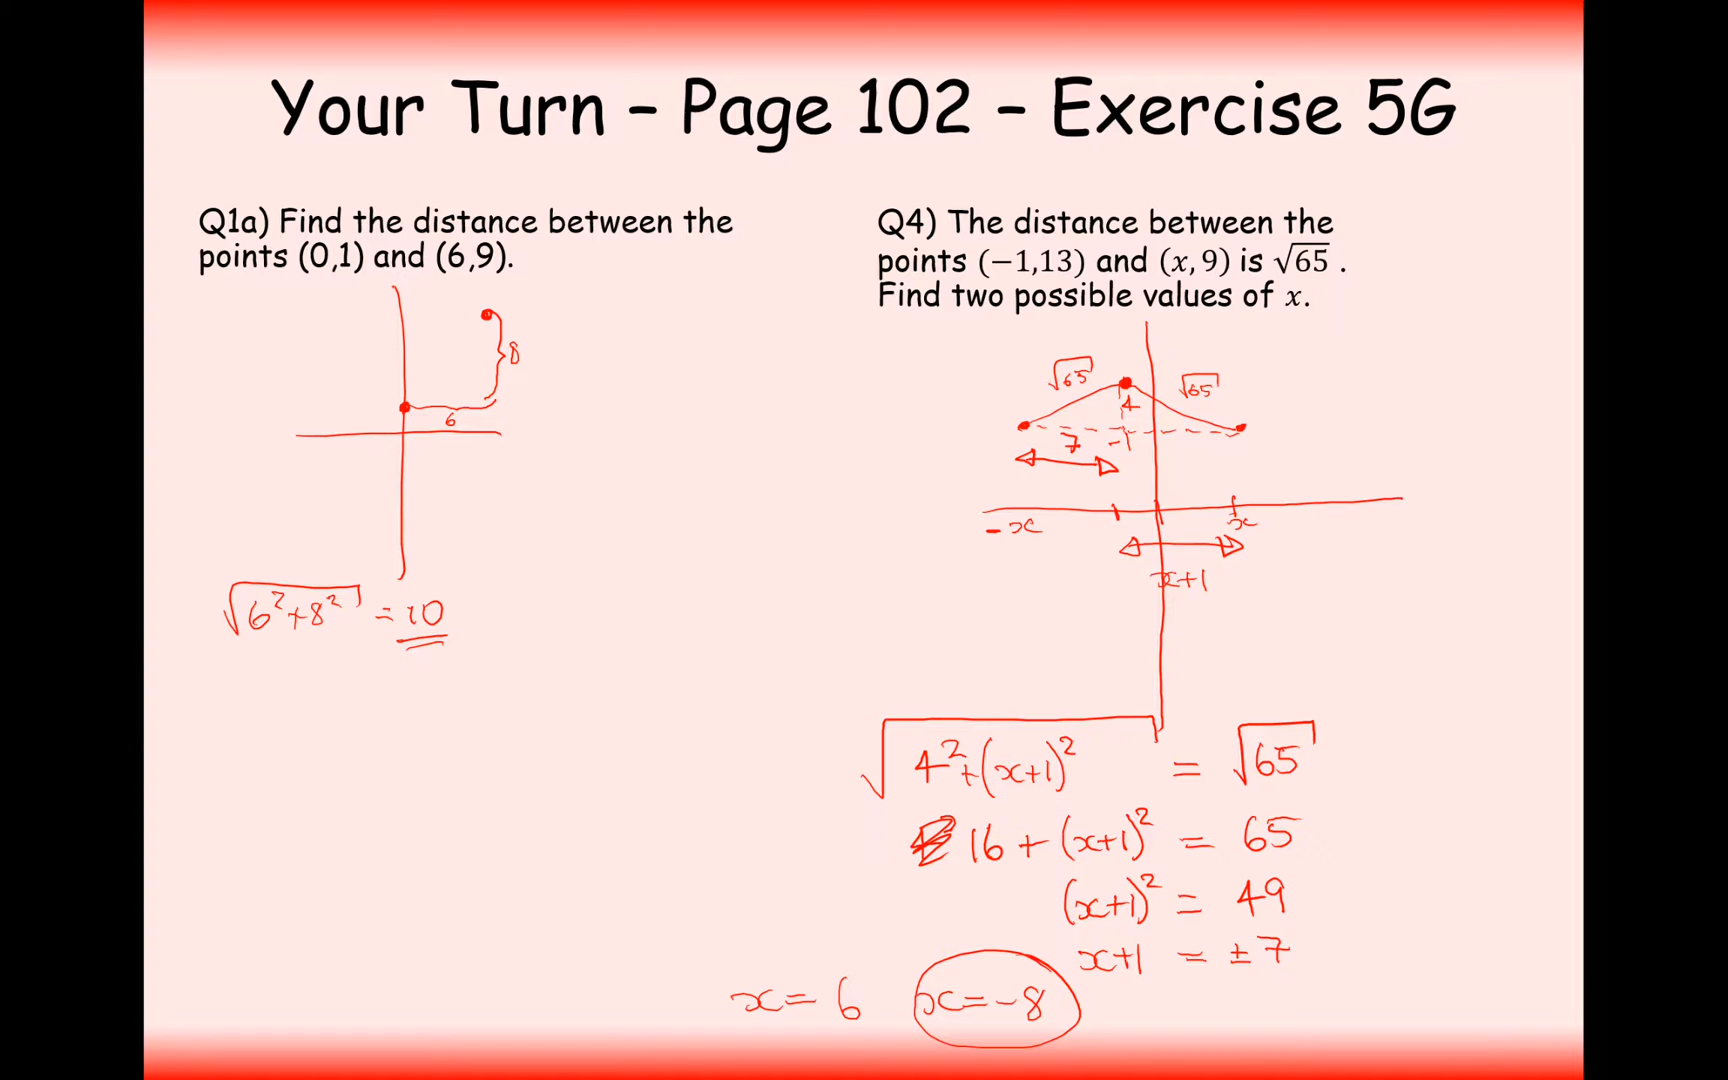 Your Turn – Page 102 – Exercise 5G
Q1a) Find the distance between the
points (0,1) and (6,9).
8
6
√(6²+8²) = 10
Q4) The distance between the
points (−1,13) and (x, 9) is √65 .
Find two possible values of x.
√65
√65
4
7
-1
-x
x
x+1
√(4²+(x+1)²) = √65
16 + (x+1)² = 65
(x+1)² = 49
x+1 = ±7
x = 6 x = -8